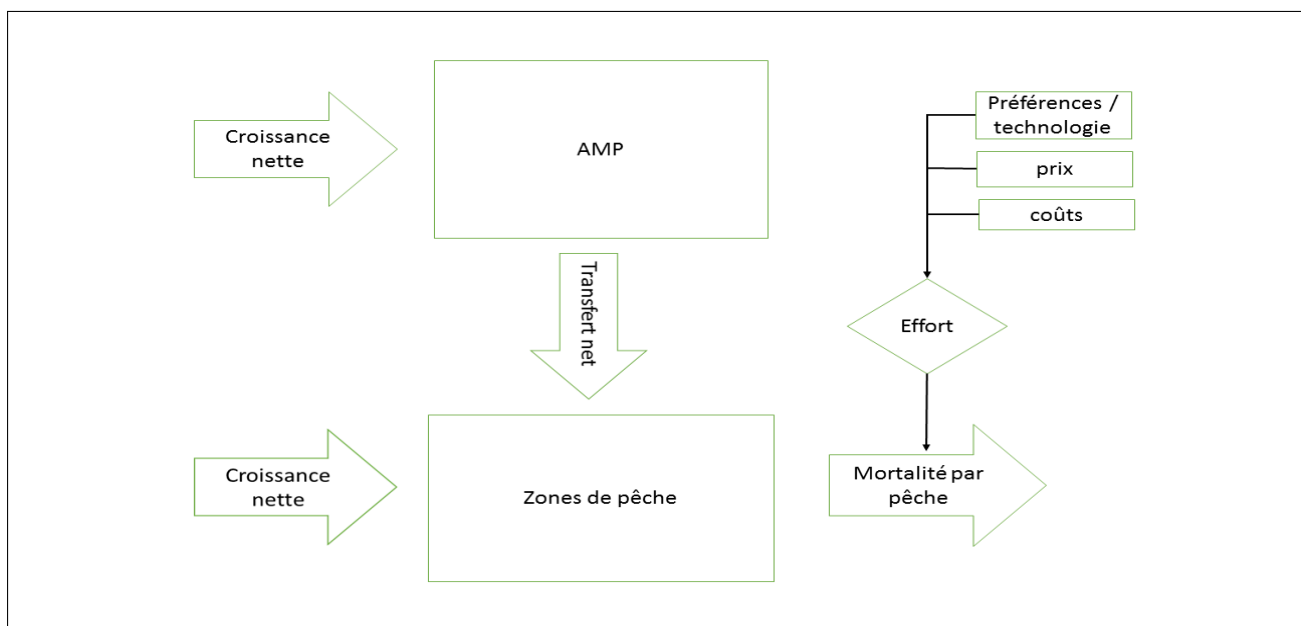 Croissance
nette
AMP
Préférences /
technologie
prix
coûts
Transfert net
Effort
Croissance
nette
Zones de pêche
Mortalité par
pêche